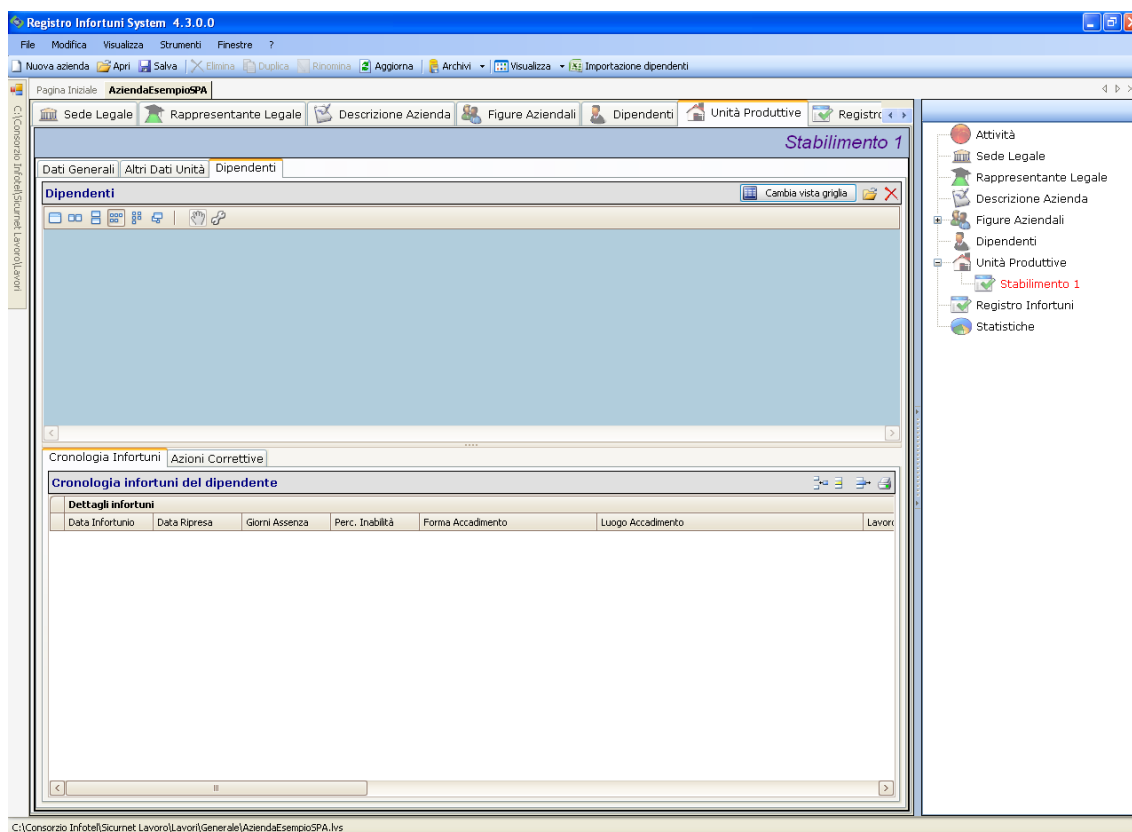 Registro Infortuni System 4.3.0.0
File Modifica Visualizza Strumenti Finestre ?
Nuova azienda Apri Salva Elimina Duplica Rinomina Aggiorna Archivi Visualizza Importazione dipendenti
Pagina Iniziale AziendaEsempioSPA
C:\Consorzio Infotel\Sicurnet Lavoro\Lavori
Sede Legale Rappresentante Legale Descrizione Azienda Figure Aziendali Dipendenti Unità Produttive Registro
Stabilimento 1
Dati Generali Altri Dati Unità Dipendenti
Dipendenti Cambia vista griglia
Cronologia Infortuni Azioni Correttive
Cronologia infortuni del dipendente
Dettagli infortuni
Data Infortunio Data Ripresa Giorni Assenza Perc. Inabilità Forma Accadimento Luogo Accadimento Lavoro
Attività
Sede Legale
Rappresentante Legale
Descrizione Azienda
Figure Aziendali
Dipendenti
Unità Produttive
Stabilimento 1
Registro Infortuni
Statistiche
C:\Consorzio Infotel\Sicurnet Lavoro\Lavori\Generale\AziendaEsempioSPA.lvs